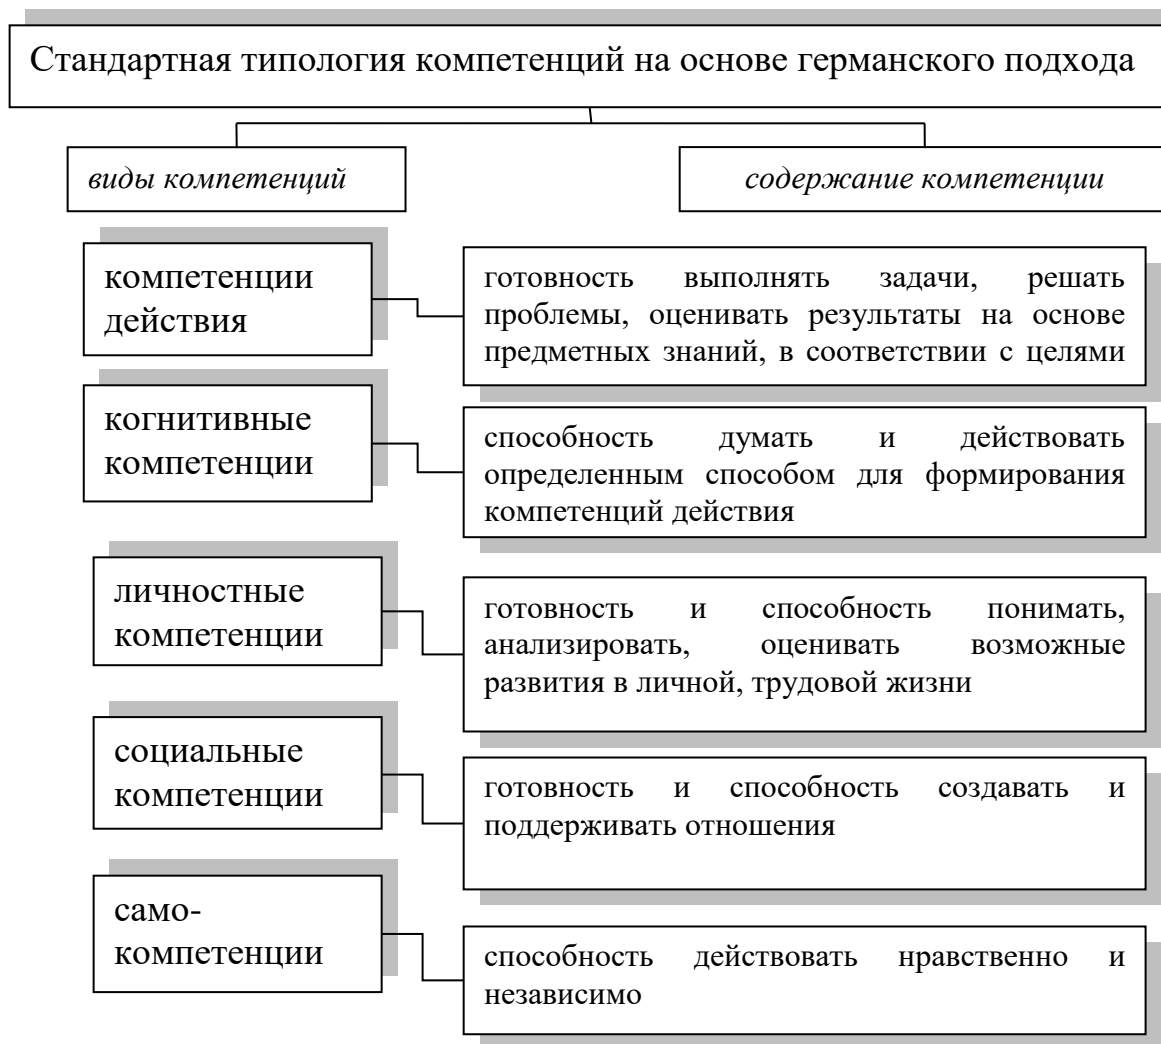 Стандартная типология компетенций на основе германского подхода
виды компетенций
содержание компетенции
компетенции
действия
готовность выполнять задачи, решать
проблемы, оценивать результаты на основе
предметных знаний, в соответствии с целями
когнитивные
компетенции
способность думать и действовать
определенным способом для формирования
компетенций действия
личностные
компетенции
готовность и способность понимать,
анализировать, оценивать возможные
развития в личной, трудовой жизни
социальные
компетенции
готовность и способность создавать и
поддерживать отношения
само-
компетенции
способность действовать нравственно и
независимо